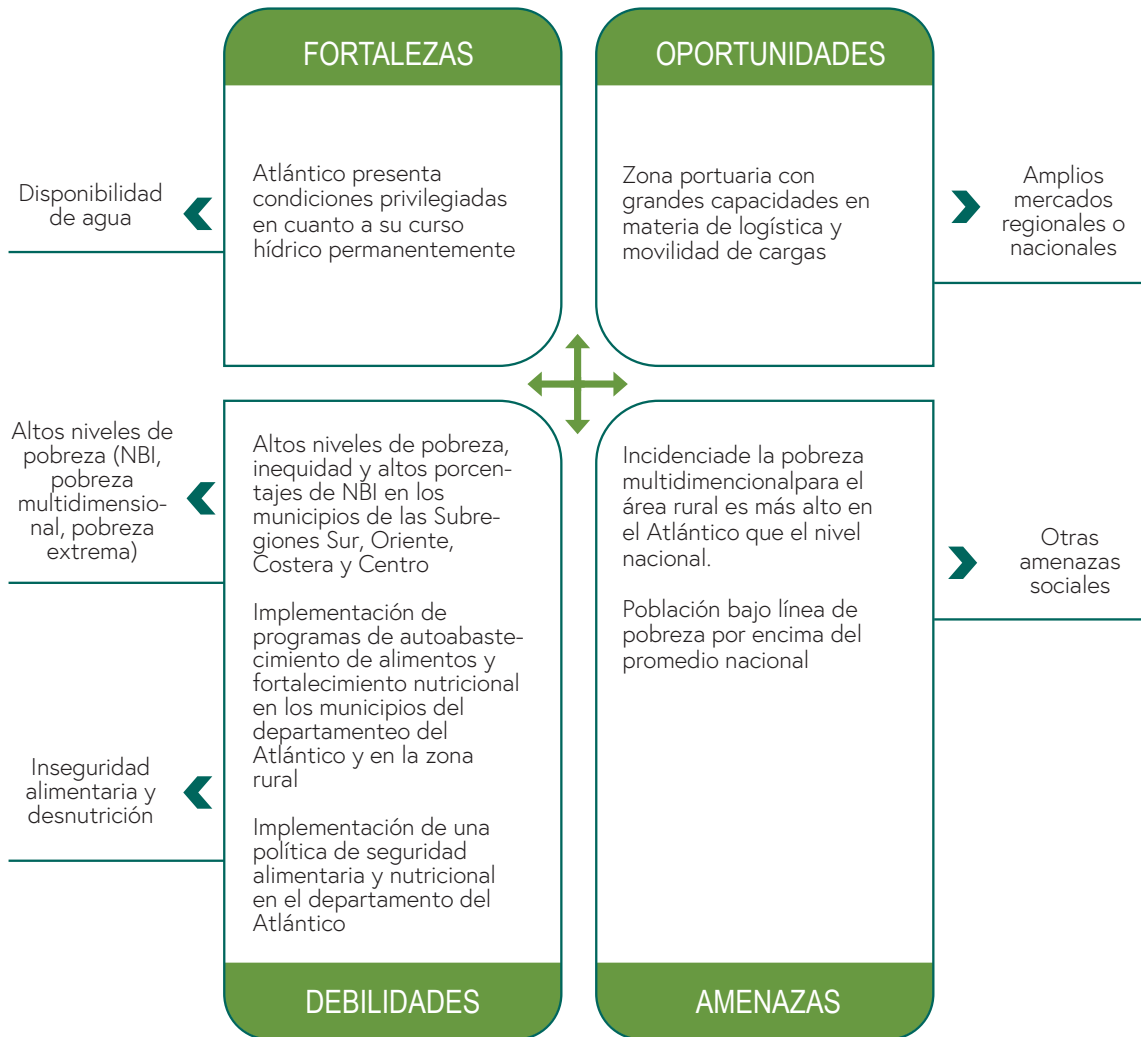 FORTALEZAS
Disponibilidad
de agua
Atlántico presenta
condiciones privilegiadas
en cuanto a su curso
hídrico permanentemente
OPORTUNIDADES
Zona portuaria con
grandes capacidades en
materia de logística y
movilidad de cargas
Amplios
mercados
regionales o
nacionales
Altos niveles de
pobreza (NBI,
pobreza
multidimensio-
nal, pobreza
extrema)
Inseguridad
alimentaria y
desnutrición
Altos niveles de pobreza,
inequidad y altos porcen-
tajes de NBI en los
municipios de las Subre-
giones Sur, Oriente,
Costera y Centro
Implementación de
programas de autoabaste-
cimiento de alimentos y
fortalecimiento nutricional
en los municipios del
departamenteo del
Atlántico y en la zona
rural
Implementación de una
política de seguridad
alimentaria y nutricional
en el departamento del
Atlántico
DEBILIDADES
Incidenciade la pobreza
multidimencionalpara el
área rural es más alto en
el Atlántico que el nivel
nacional.
Población bajo línea de
pobreza por encima del
promedio nacional
Otras
amenazas
sociales
AMENAZAS